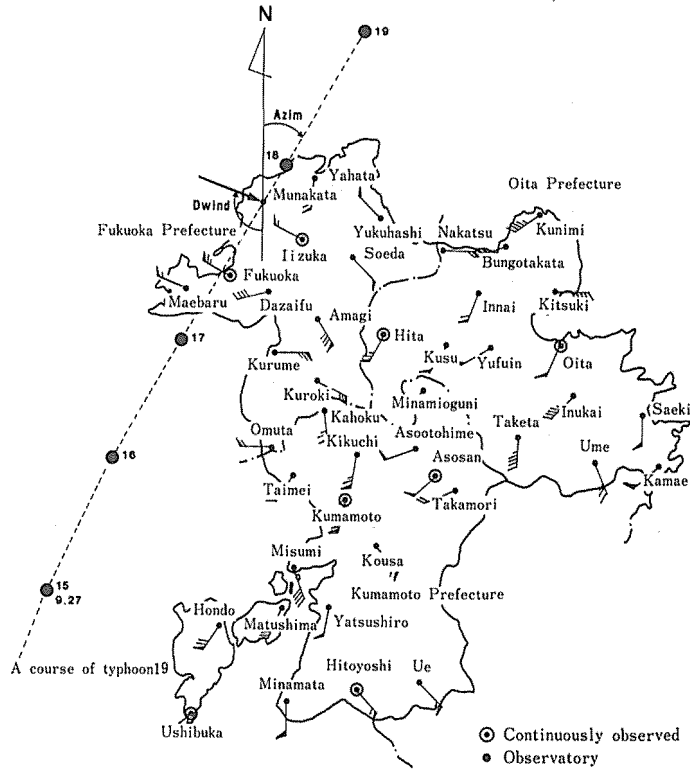 N
19
Azim
18
Yahata
Oita Prefecture
Munakata
Dwind
Kunimi
Fukuoka Prefecture
Yukuhashi
Nakatsu
Iizuka
Soeda
Bungotakata
Fukuoka
Maebaru
Dazaifu
Innai
Kitsuki
Amagi
17
Hita
Kusu
Yufuin
Oita
Kurume
Kuroki
Minamioguni
Kahoku
Inukai
Saeki
Omuta
Kikuchi
Asootohime
Taketa
16
Asosan
Ume
Taimei
Kamae
Takamori
Kumamoto
Misumi
Kousa
15
9.27
Kumamoto Prefecture
Hondo
Matushima
Yatsushiro
A course of typhoon19
Hitoyoshi
Ue
Minamata
Ushibuka
Continuously observed
Observatory